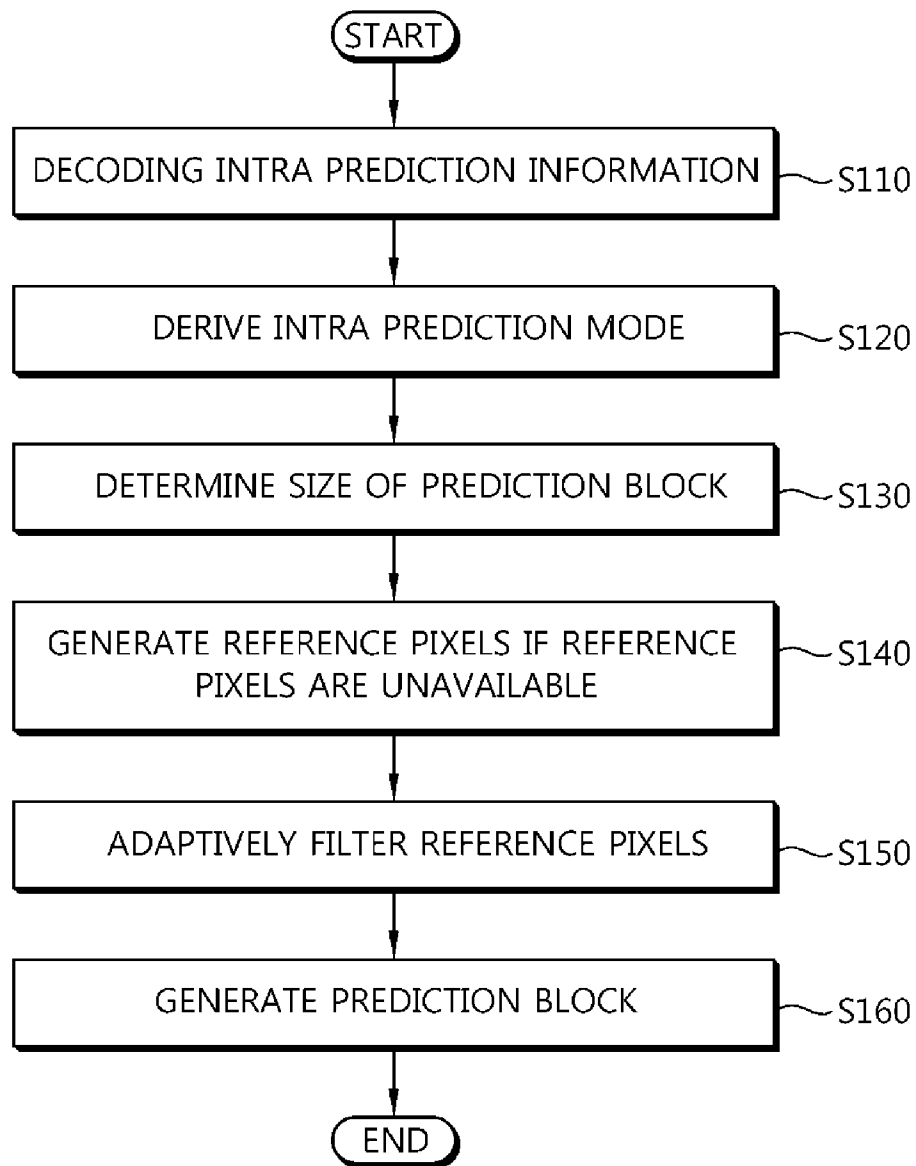 START
DECODING INTRA PREDICTION INFORMATION
S110
DERIVE INTRA PREDICTION MODE
S120
DETERMINE SIZE OF PREDICTION BLOCK
S130
GENERATE REFERENCE PIXELS IF REFERENCE
PIXELS ARE UNAVAILABLE
S140
ADAPTIVELY FILTER REFERENCE PIXELS
S150
GENERATE PREDICTION BLOCK
S160
END